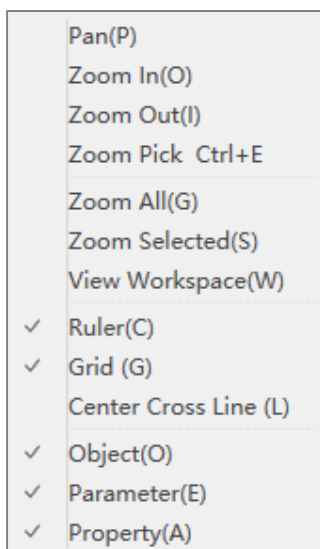 Pan(P)
Zoom In(O)
Zoom Out(I)
Zoom Pick Ctrl+E
Zoom All(G)
Zoom Selected(S)
View Workspace(W)
Ruler(C)
Grid (G)
Center Cross Line (L)
Object(O)
Parameter(E)
Property(A)